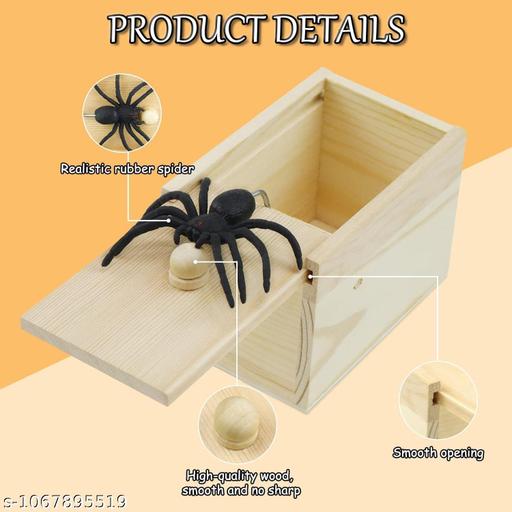 PRODUCT DETAILS
Realistic rubber spider
Smooth opening
High-quality wood,
smooth and no sharp
s-1067895519